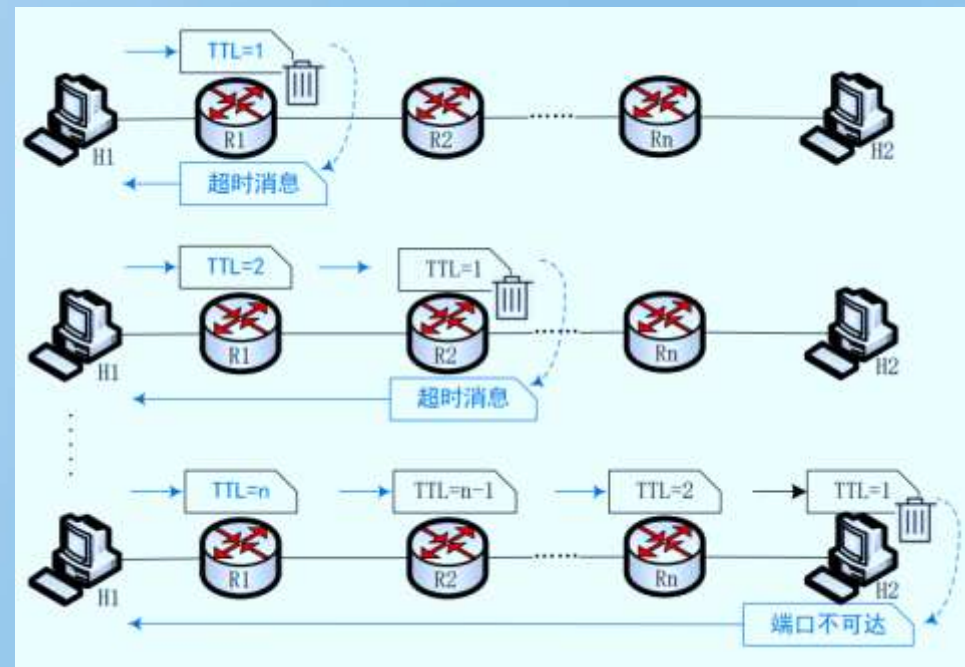 TTL=1
H1
R1
R2
······
Rn
H2
超时消息
TTL=2
TTL=1
H1
R1
R2
······
Rn
H2
超时消息
TTL=n
TTL=n-1
TTL=2
TTL=1
H1
R1
R2
······
Rn
H2
端口不可达